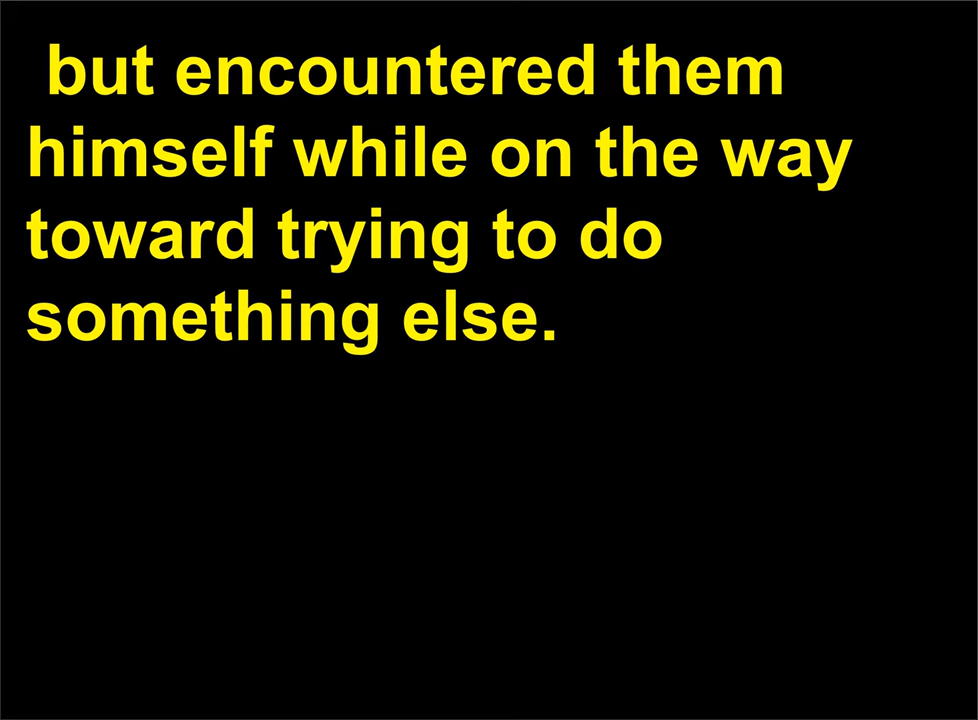 but encountered them
himself while on the way
toward trying to do
something else.